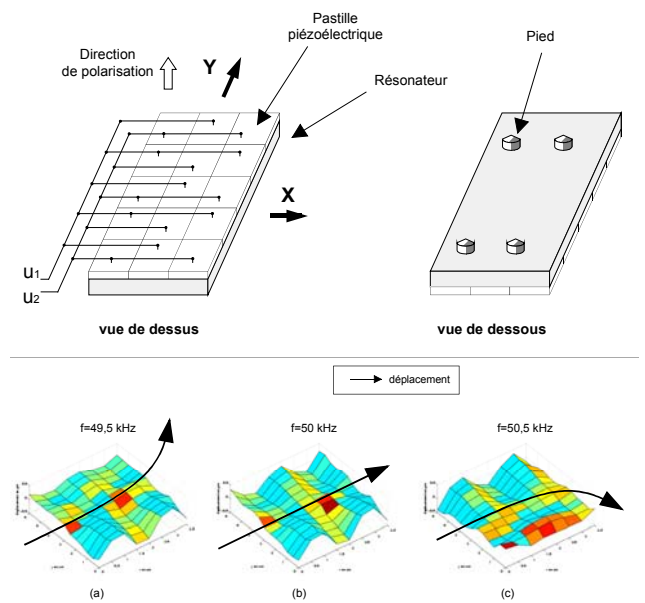 Pastille
piézoélectrique
Direction
de polarisation
Y
Pied
Résonateur
X
u1
u2
vue de dessus
vue de dessous
déplacement
f=49,5 kHz
f=50 kHz
f=50,5 kHz
(a)
(b)
(c)